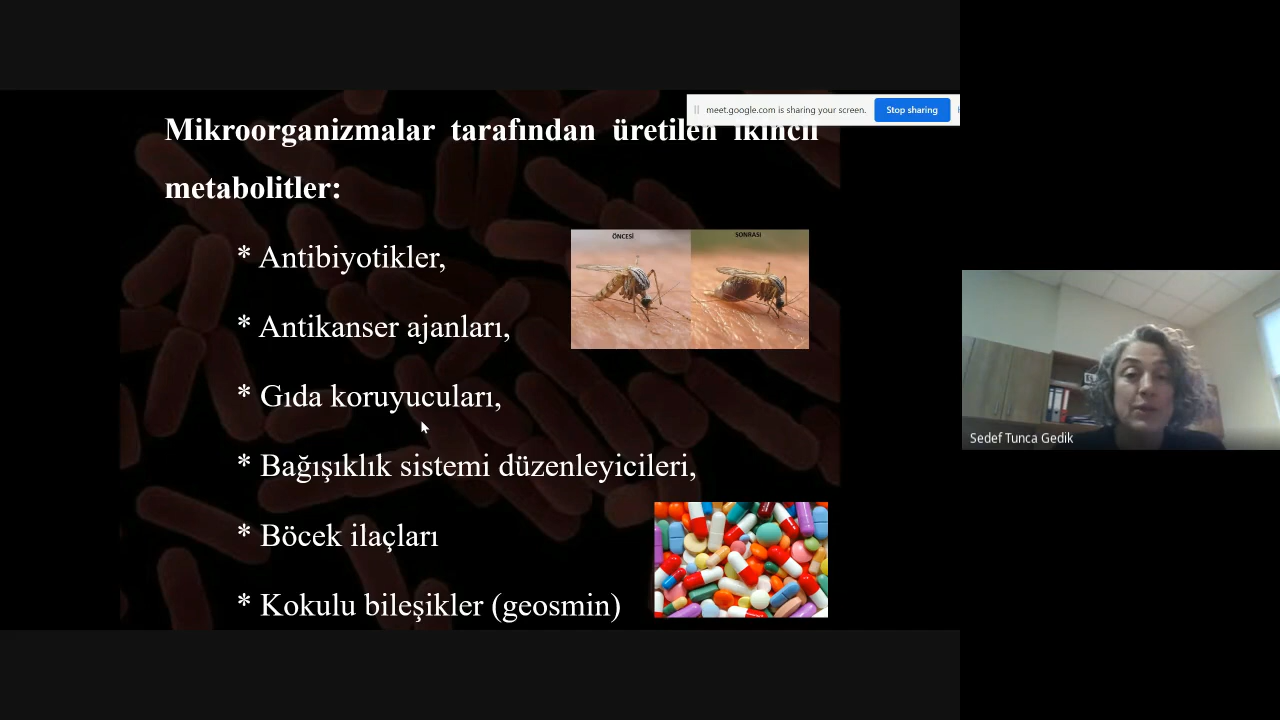 meet.google.com is sharing your screen.
Stop sharing
Mikroorganizmalar tarafından üretilen ikincil
metabolitler:
ÖNCESİ
SONRASI
* Antibiyotikler,
* Antikanser ajanları,
* Gıda koruyucuları,
* Bağışıklık sistemi düzenleyicileri,
* Böcek ilaçları
* Kokulu bileşikler (geosmin)
Sedef Tunca Gedik